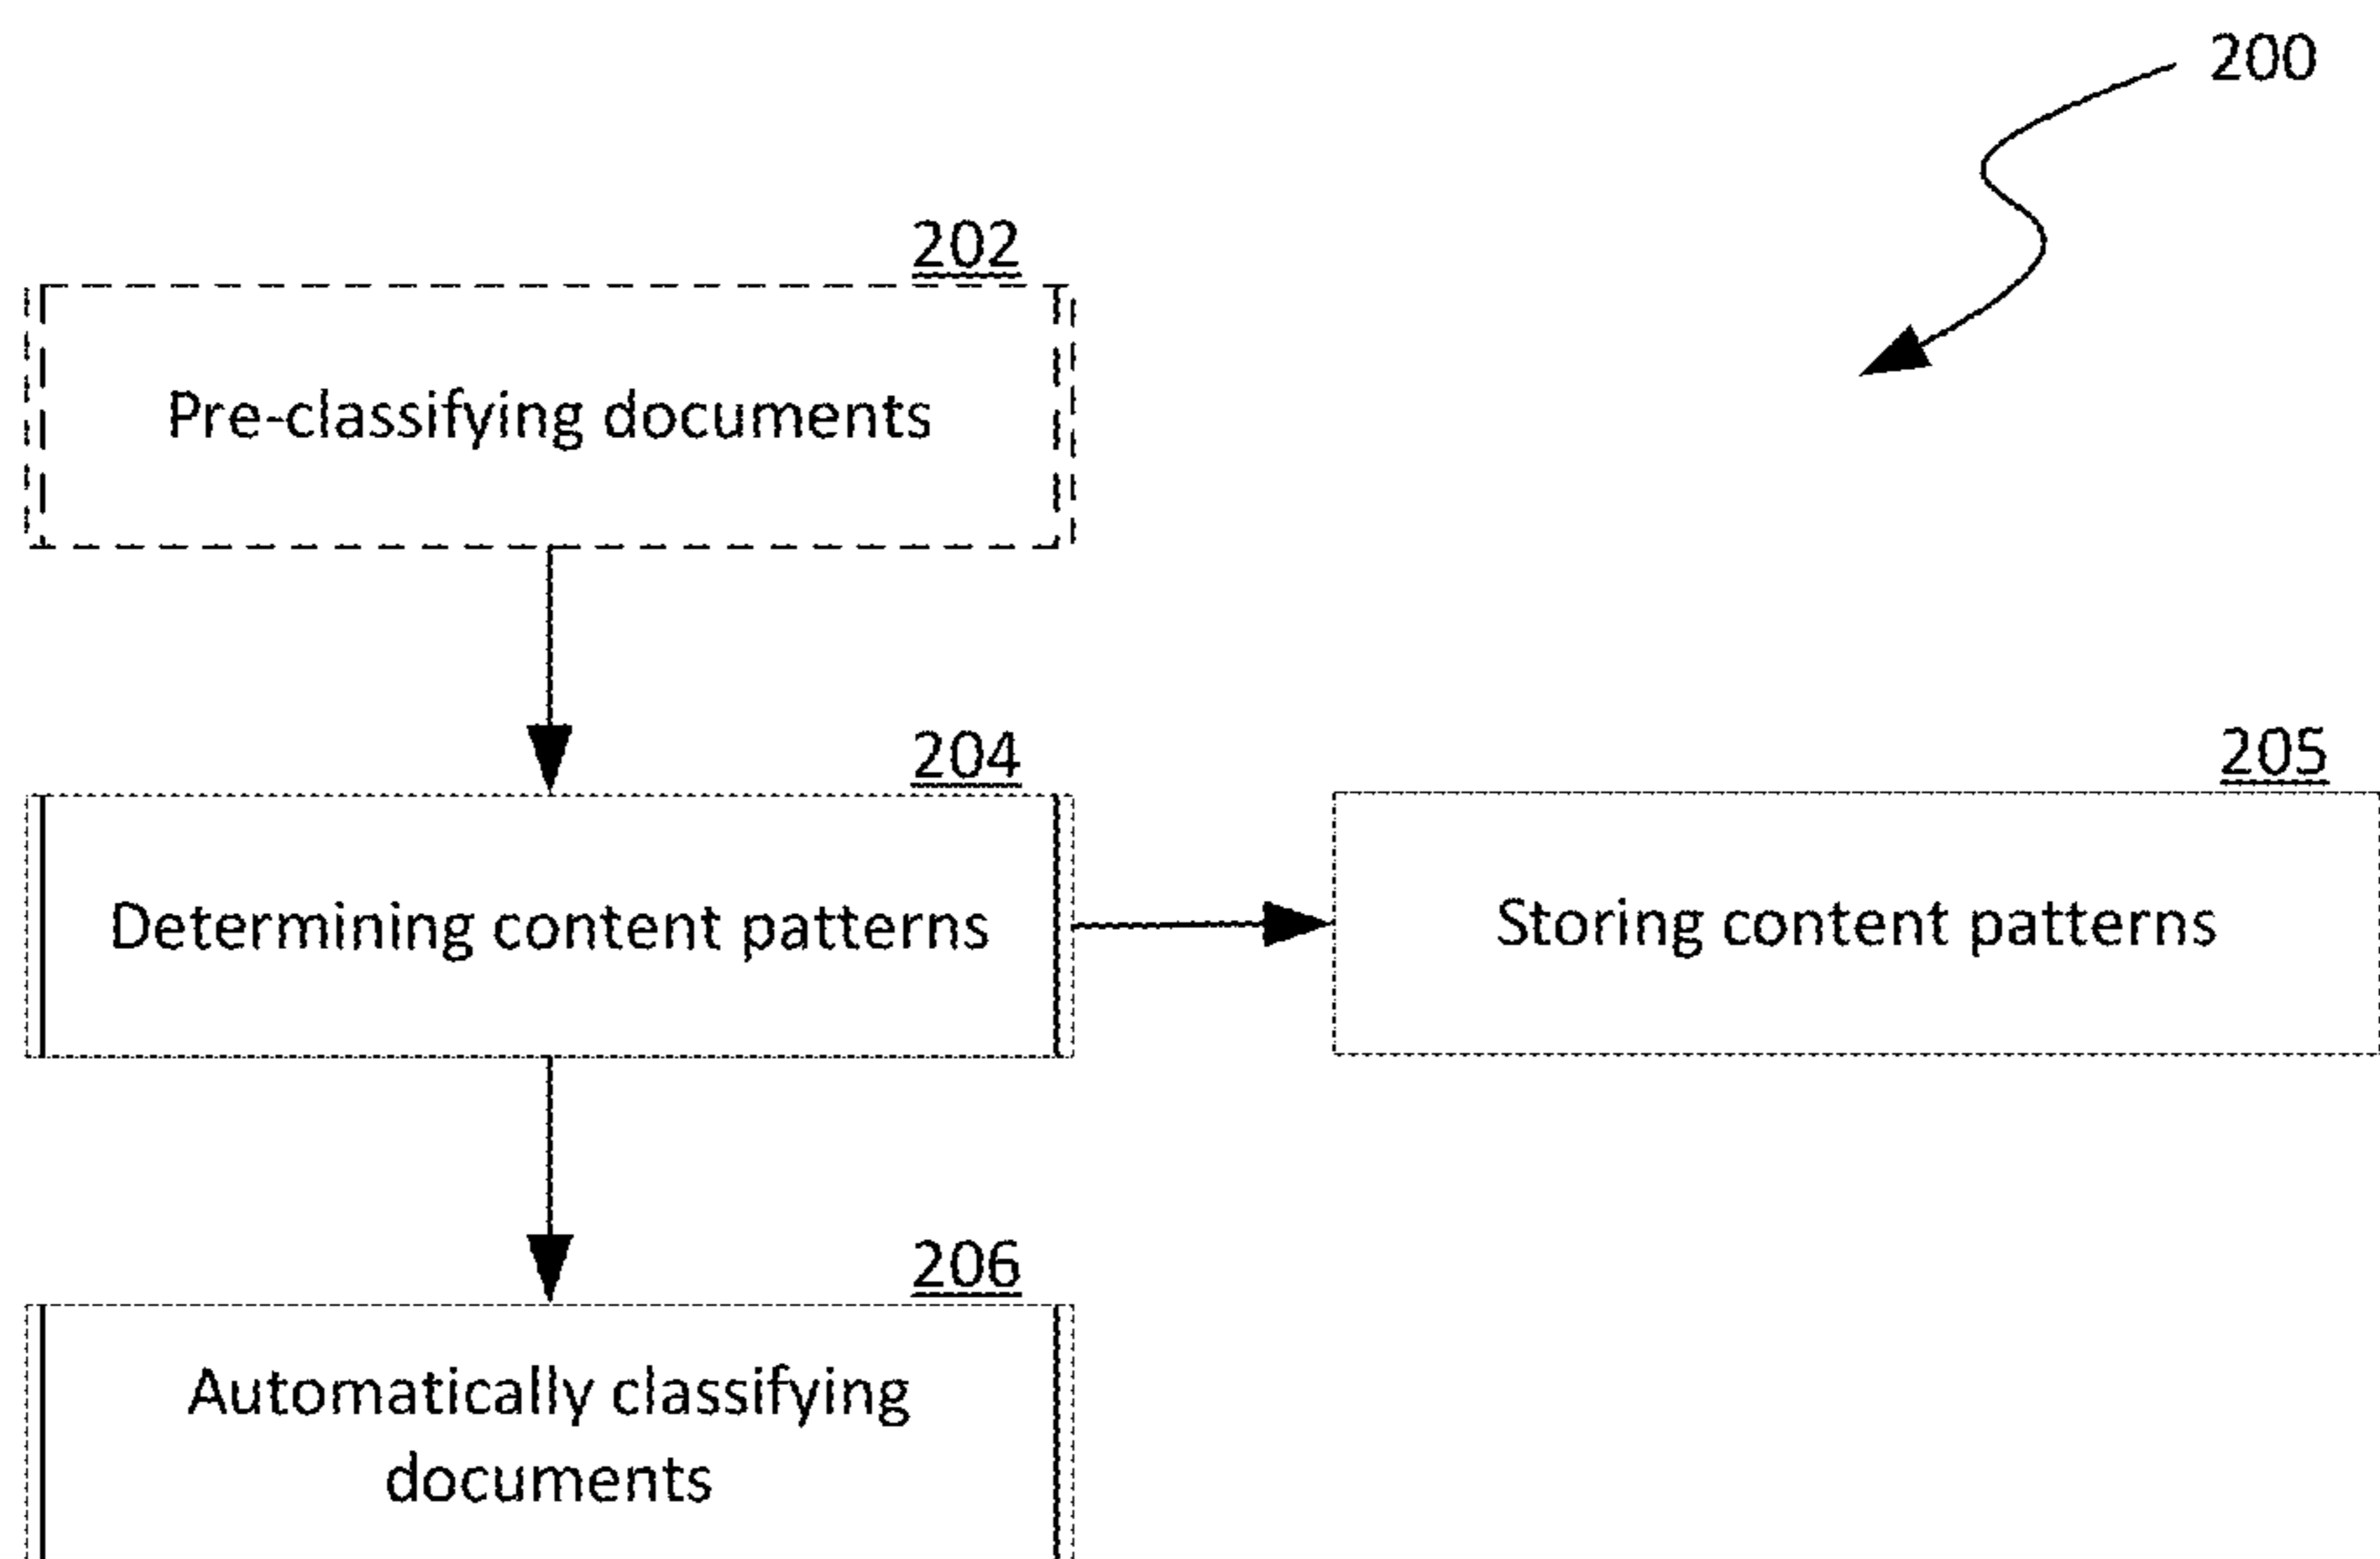 200
202
Pre-classifying documents
204
Determining content patterns
205
Storing content patterns
206
Automatically classifying
documents